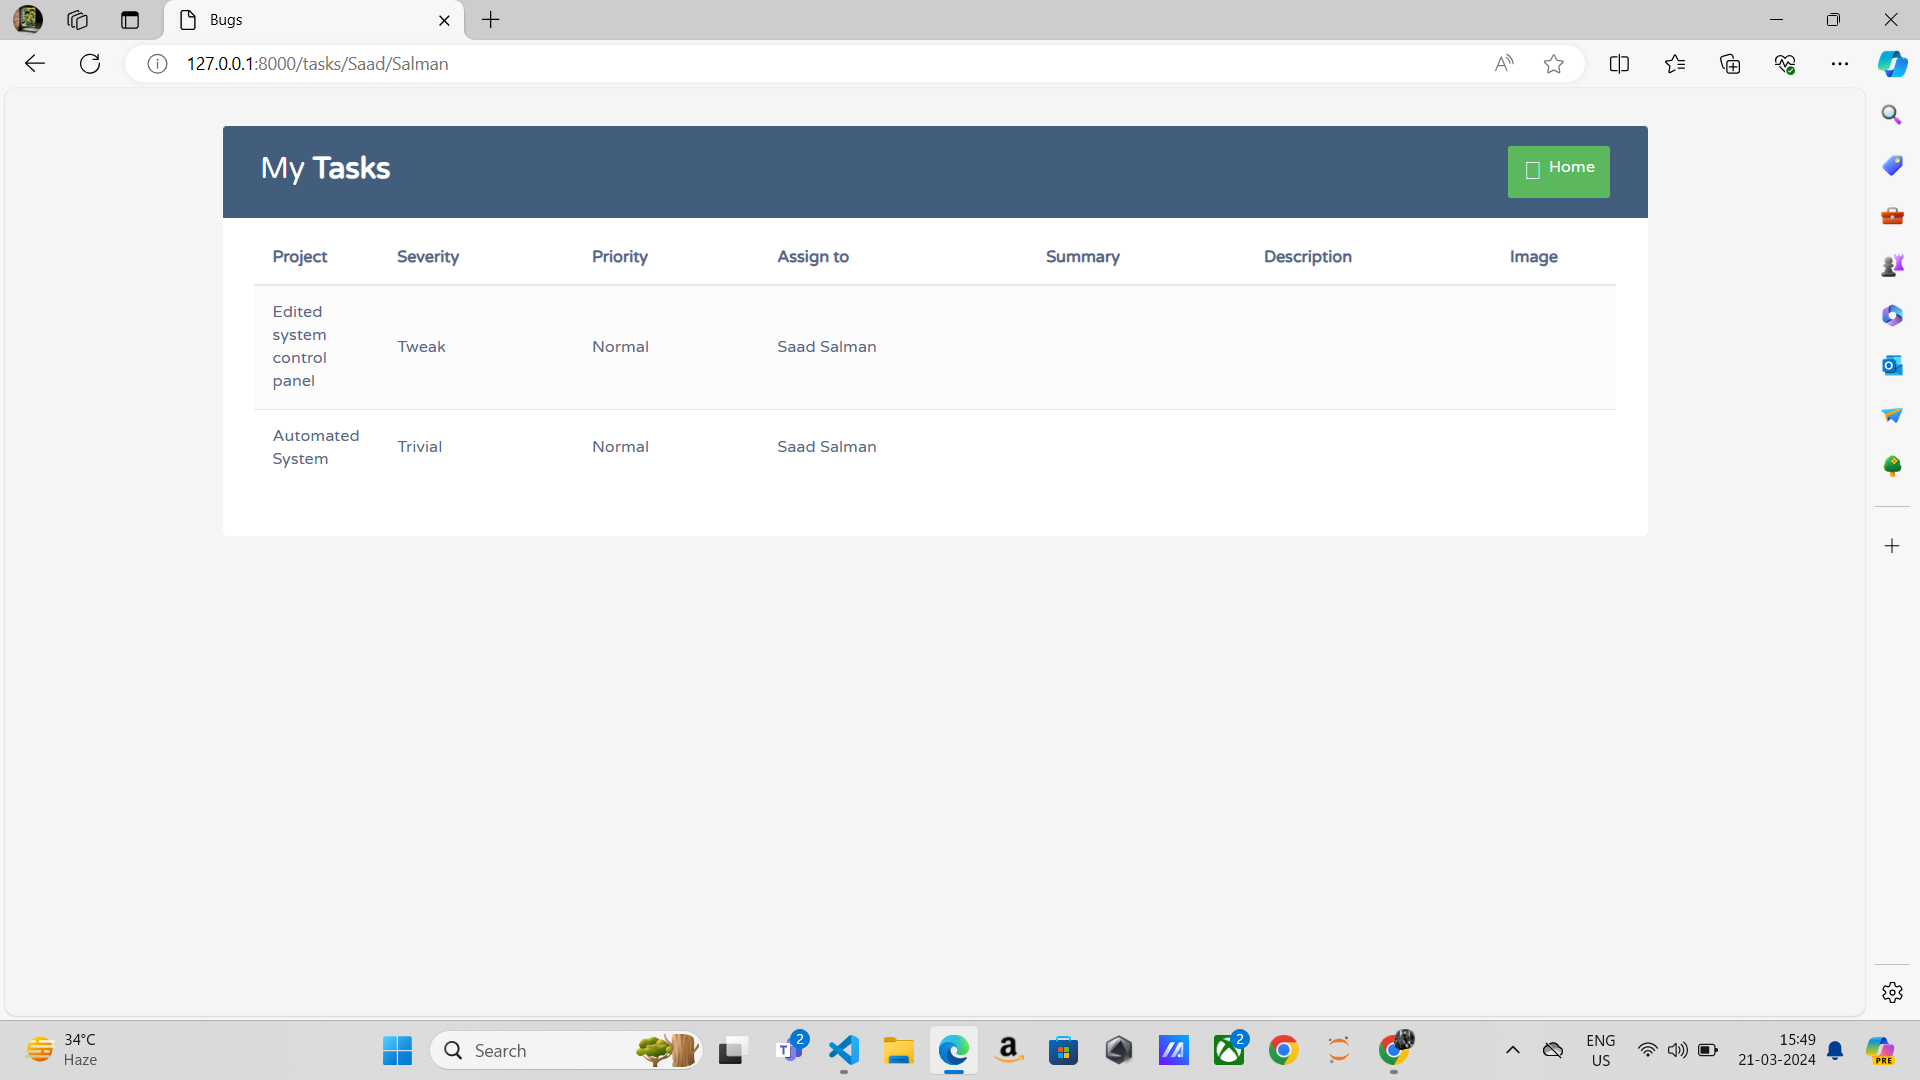 Bugs
127.0.0.1:8000/tasks/Saad/Salman
My Tasks
Home
Project Severity Priority Assign to Summary Description Image
Edited
system
control
panel
Tweak Normal Saad Salman
Automated
System
Trivial Normal Saad Salman
34°C
Haze
Search
2
2
ENG
US
15:49
21-03-2024
PRE